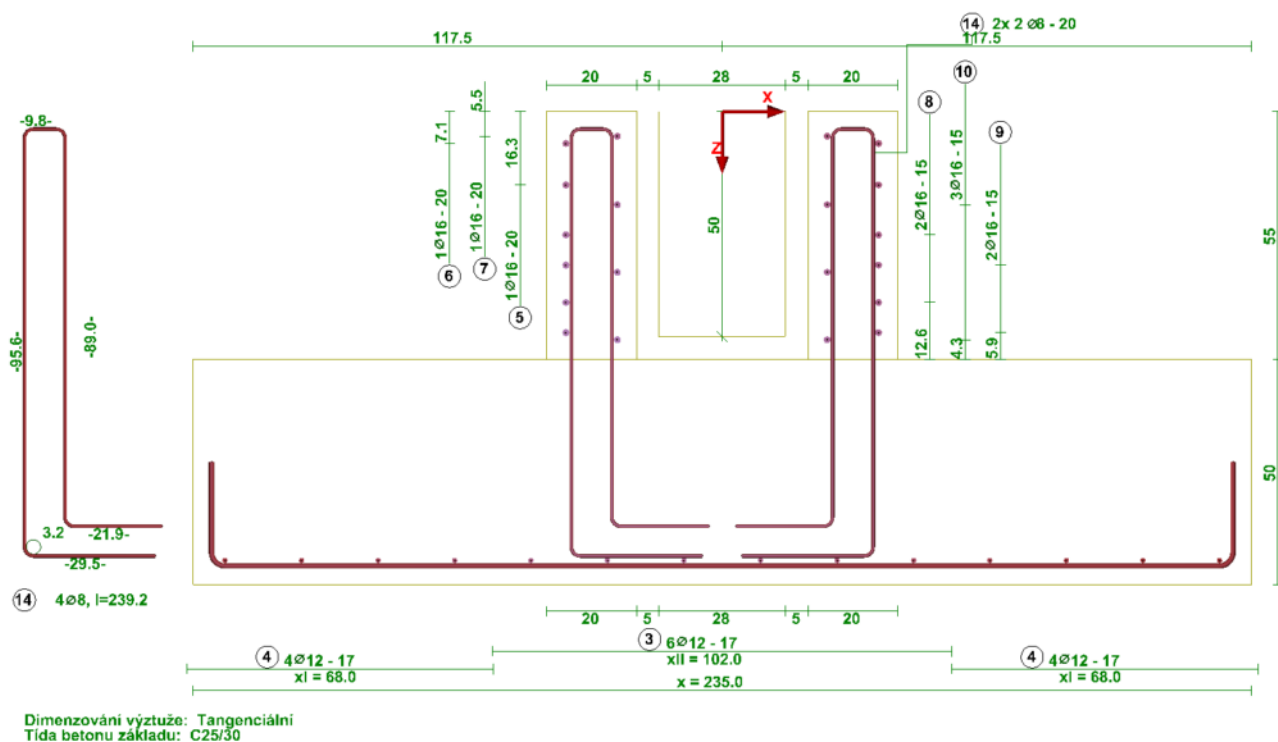 14 2x 2 ∅8 - 20
117.5 117.5
10
20 5 28 5 20
8
9
-9.8-
5.5
7.1
16.3
X
Z
1∅16 - 20
1∅16 - 20
1∅16 - 20
6
7
5
50
2∅16 - 15
3∅16 - 15
2∅16 - 15
55
12.6
4.3
5.9
-95.6-
-89.0-
50
3.2
-21.9-
-29.5-
14 4∅8, l=239.2
20 5 28 5 20
3 6∅12 - 17
xII = 102.0
4 4∅12 - 17
xI = 68.0
4 4∅12 - 17
xI = 68.0
x = 235.0
Dimenzování výztuže: Tangenciální
Tída betonu základu: C25/30